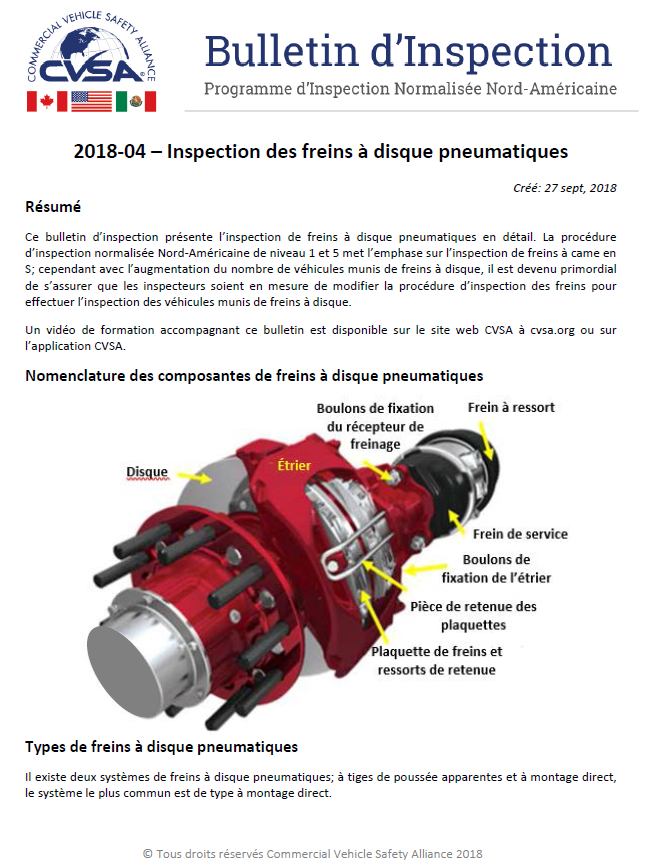 COMMERCIAL VEHICLE SAFETY ALLIANCE
CVSA®
Bulletin d’Inspection
Programme d’Inspection Normalisée Nord-Américaine
2018-04 – Inspection des freins à disque pneumatiques
Créé: 27 sept, 2018
Résumé
Ce bulletin d’inspection présente l’inspection de freins à disque pneumatiques en détail. La procédure
d’inspection normalisée Nord-Américaine de niveau 1 et 5 met l’emphase sur l’inspection de freins à came en
S; cependant avec l’augmentation du nombre de véhicules munis de freins à disque, il est devenu primordial
de s’assurer que les inspecteurs soient en mesure de modifier la procédure d’inspection des freins pour
effectuer l’inspection des véhicules munis de freins à disque.
Un vidéo de formation accompagnant ce bulletin est disponible sur le site web CVSA à cvsa.org ou sur
l’application CVSA.
Nomenclature des composantes de freins à disque pneumatiques
Boulons de fixation
du récepteur de
freinage
Frein à ressort
Étrier
Disque
Frein de service
Boulons de
fixation de l’étrier
Pièce de retenue des
plaquettes
Plaquette de freins et
ressorts de retenue
Types de freins à disque pneumatiques
Il existe deux systèmes de freins à disque pneumatiques; à tiges de poussée apparentes et à montage direct,
le système le plus commun est de type à montage direct.
© Tous droits réservés Commercial Vehicle Safety Alliance 2018